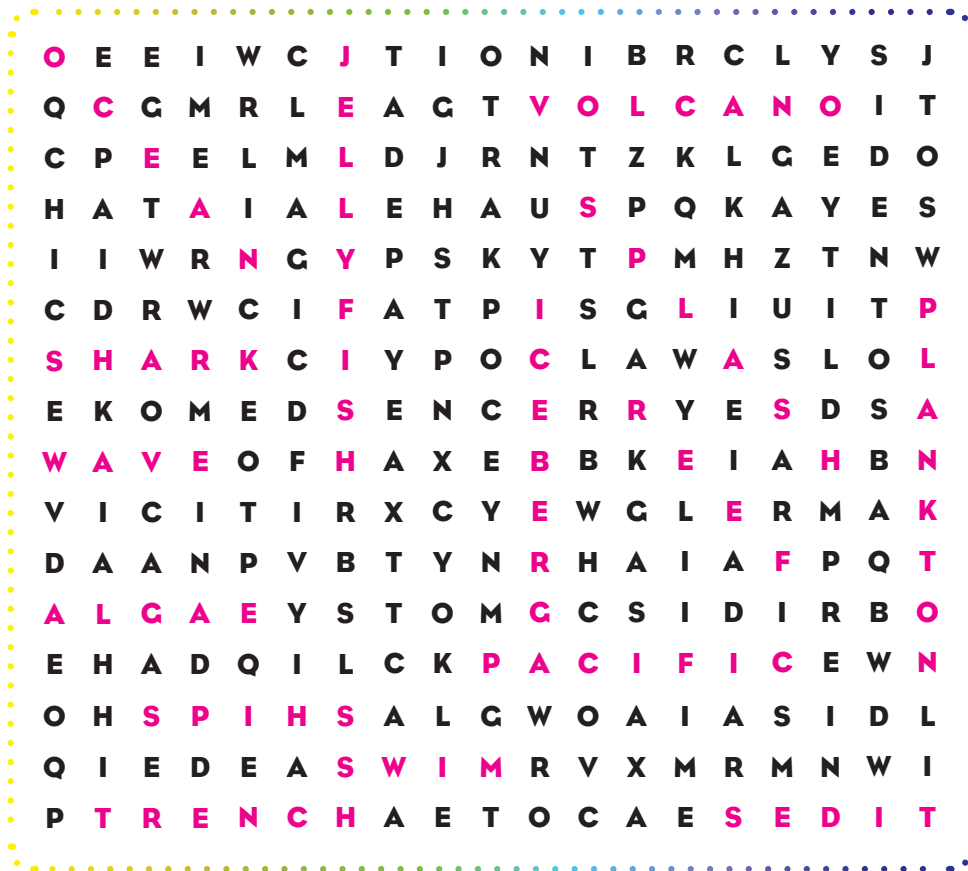 O E E I W C J T I O N I B R C L Y S J
Q C G M R L E A G T V O L C A N O I T
C P E E L M L D J R N T Z K L G E D O
H A T A I A L E H A U S P Q K A Y E S
I I W R N G Y P S K Y T P M H Z T N W
C D R W C I F A T P I S G L I U I T P
S H A R K C I Y P O C L A W A S L O L
E K O M E D S E N C E R R Y E S D S A
W A V E O F H A X E B B K E I A H B N
V I C I T I R X C Y E W G L E R M A K
D A A N P V B T Y N R H A I A F P Q T
A L G A E Y S T O M G C S I D I R B O
E H A D Q I L C K P A C I F I C E W N
O H S P I H S A L G W O A I A S I D L
Q I E D E A S W I M R V X M R M N W I
P T R E N C H A E T O C A E S E D I T